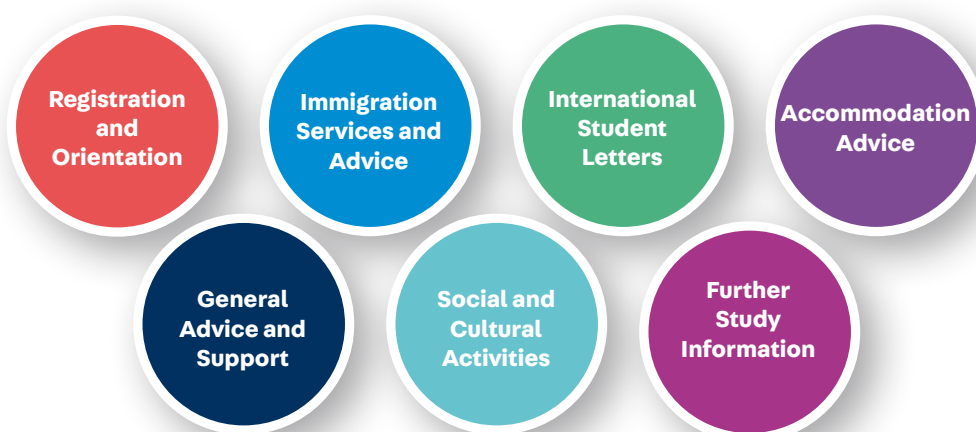 Registration
and
Orientation
Immigration
Services and
Advice
International
Student
Letters
Accommodation
Advice
General
Advice and
Support
Social and
Cultural
Activities
Further
Study
Information